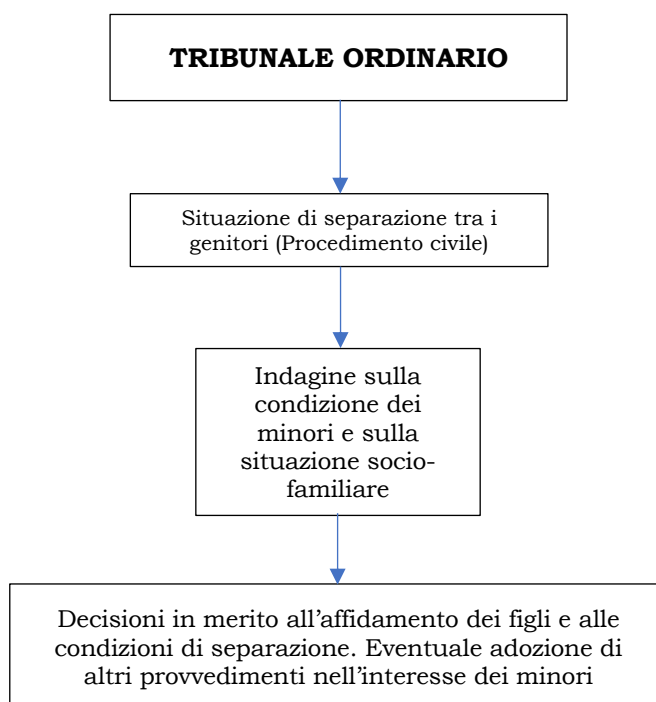 TRIBUNALE ORDINARIO
Situazione di separazione tra i
genitori (Procedimento civile)
Indagine sulla
condizione dei
minori e sulla
situazione socio-
familiare
Decisioni in merito all’affidamento dei figli e alle
condizioni di separazione. Eventuale adozione di
altri provvedimenti nell’interesse dei minori